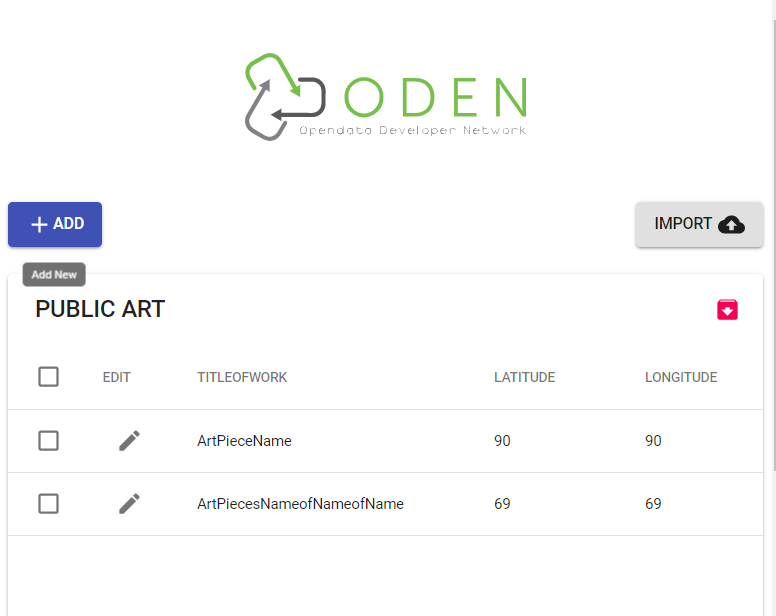 ODEN
Opendata Developer Network
ADD
IMPORT
Add New
PUBLIC ART
EDIT TITLEOFWORK LATITUDE LONGITUDE
ArtPieceName 90 90
ArtPiecesNameofNameofName 69 69